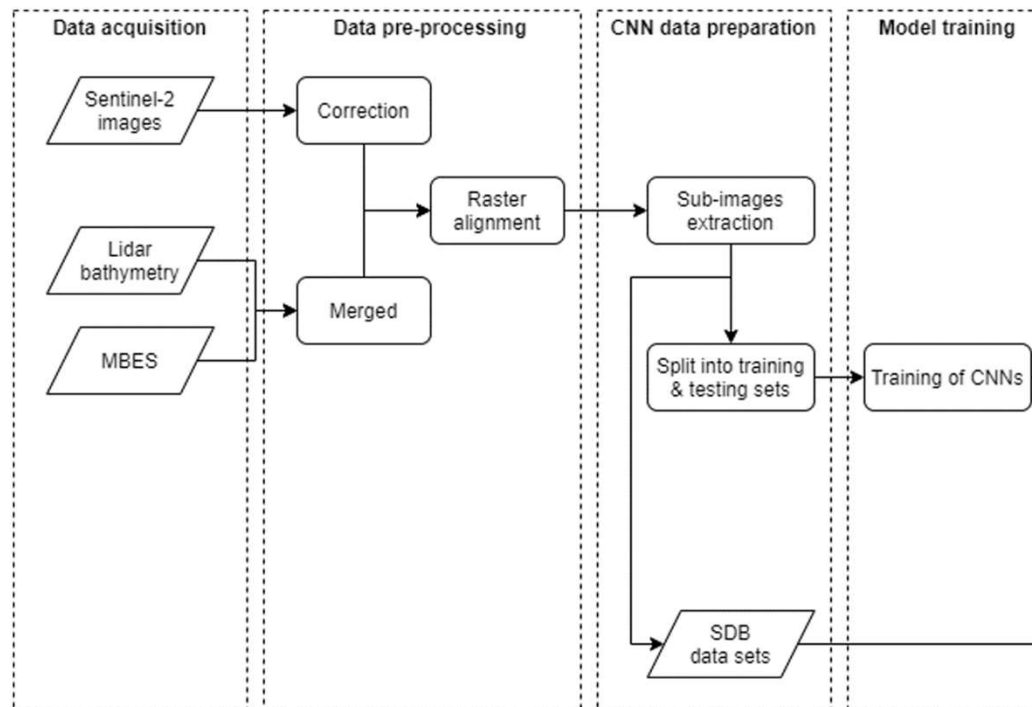 Data acquisition
Data pre-processing
CNN data preparation
Model training
Sentinel-2
images
Correction
Lidar
bathymetry
Raster
alignment
Sub-images
extraction
MBES
Merged
Split into training
& testing sets
Training of CNNs
SDB
data sets